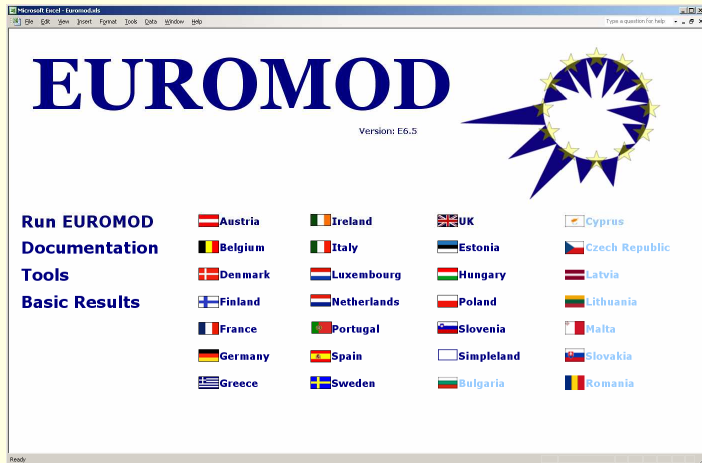 Microsoft Excel - Euromod.xls
File Edit View Insert Format Tools Data Window Help
Type a question for help
EUROMOD
Version: E6.5
Run EUROMOD
Documentation
Tools
Basic Results
Austria
Belgium
Denmark
Finland
France
Germany
Greece
Ireland
Italy
Luxembourg
Netherlands
Portugal
Spain
Sweden
UK
Estonia
Hungary
Poland
Slovenia
Simpleland
Bulgaria
Cyprus
Czech Republic
Latvia
Lithuania
Malta
Slovakia
Romania
Ready